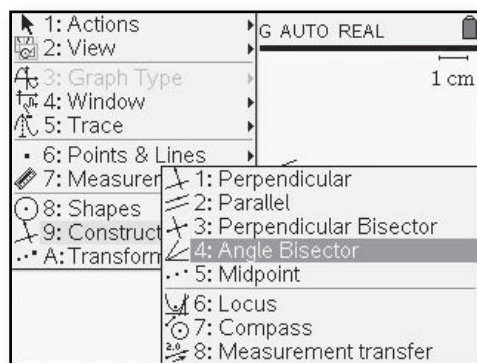 1: Actions
2: View
G AUTO REAL
3: Graph Type
1 cm
4: Window
5: Trace
6: Points & Lines
7: Measurer
1: Perpendicular
2: Parallel
8: Shapes
3: Perpendicular Bisector
9: Construct
4: Angle Bisector
A: Transform
5: Midpoint
6: Locus
7: Compass
8: Measurement transfer